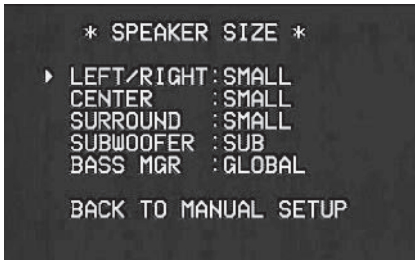 * SPEAKER SIZE *
LEFT/RIGHT:SMALL
CENTER :SMALL
SURROUND :SMALL
SUBWOOFER :SUB
BASS MGR :GLOBAL
BACK TO MANUAL SETUP